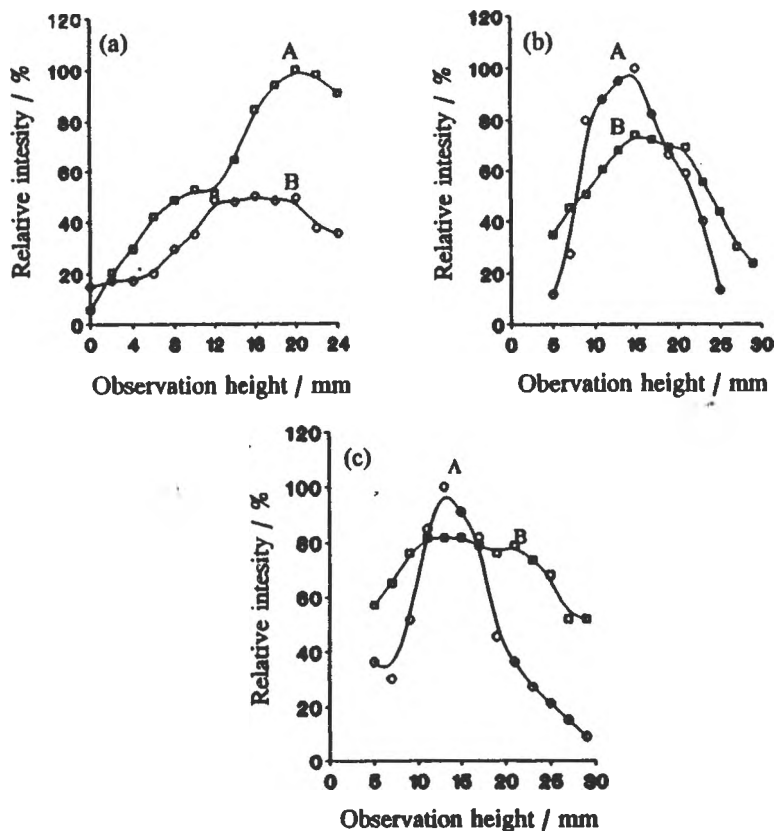 (a)
Relative intesity / %
120
100
80
60
40
20
0
A
B
0 4 8 12 16 20 24
Observation height / mm
(b)
Relative intesity / %
120
100
80
60
40
20
0
A
B
0 5 10 15 20 25 30
Obervation height / mm
(c)
Relative intesity / %
120
100
80
60
40
20
0
A
B
0 5 10 15 20 25 30
Observation height / mm